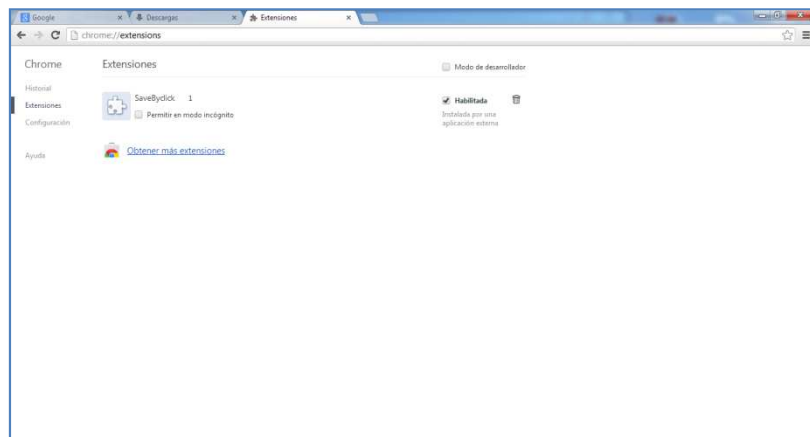 Google
Descargas
Extensiones
chrome://extensions
Chrome
Extensiones
Modo de desarrollador
Historial
Extensiones
Configuración
Ayuda
SaveByclick 1
Permitir en modo incógnito
Habilitada
Instalada por una
aplicación externa
Obtener más extensiones